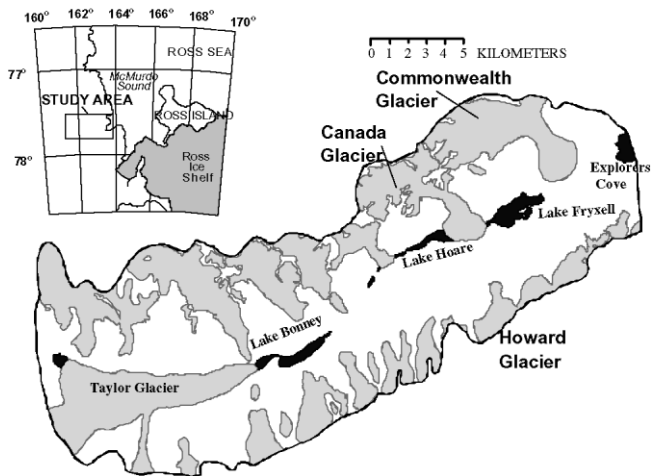 160° 162° 164° 166° 168° 170°
ROSS SEA
77°
McMurdo
Sound
STUDY AREA
ROSS ISLAND
78°
Ross
Ice
Shelf
0 1 2 3 4 5 KILOMETERS
Commonwealth
Glacier
Canada
Glacier
Explorers
Cove
Lake Fryxell
Lake Hoare
Lake Bonney
Howard
Glacier
Taylor Glacier